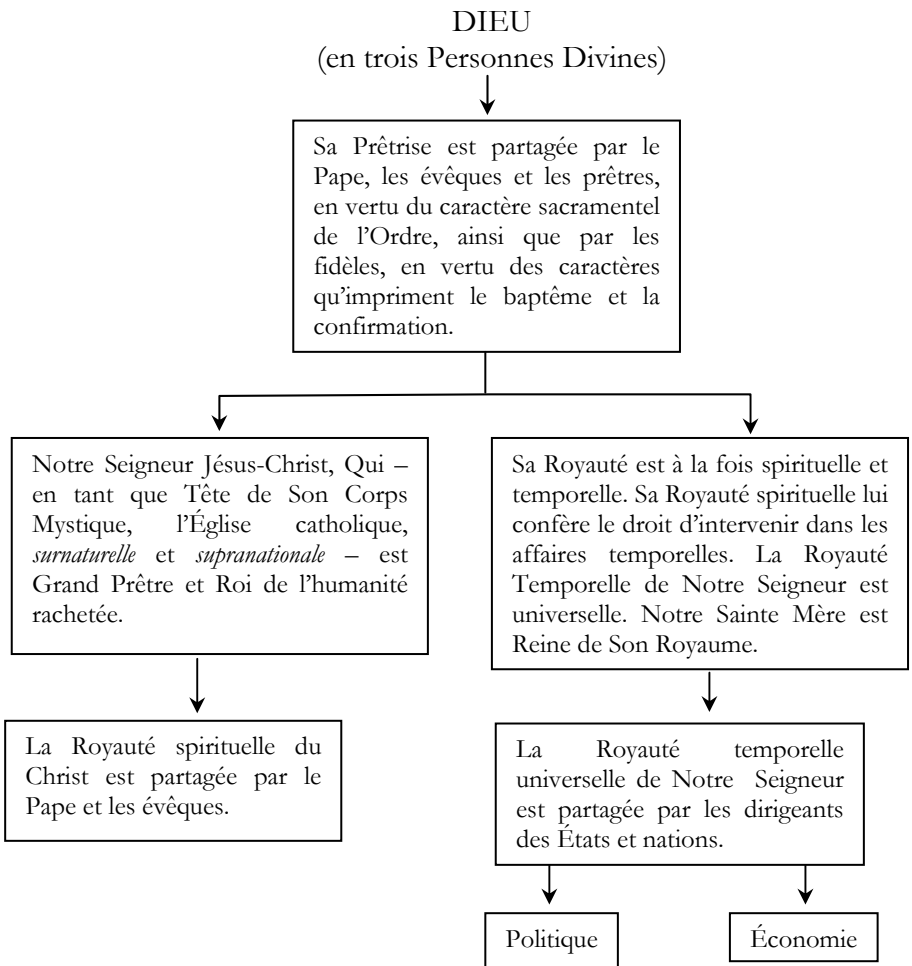 DIEU
(en trois Personnes Divines)
Sa Prêtrise est partagée par le
Pape, les évêques et les prêtres,
en vertu du caractère sacramentel
de l’Ordre, ainsi que par les
fidèles, en vertu des caractères
qu’impriment le baptême et la
confirmation.
Notre Seigneur Jésus-Christ, Qui –
en tant que Tête de Son Corps
Mystique, l’Église catholique,
surnaturelle et supranationale – est
Grand Prêtre et Roi de l’humanité
rachetée.
Sa Royauté est à la fois spirituelle et
temporelle. Sa Royauté spirituelle lui
confère le droit d’intervenir dans les
affaires temporelles. La Royauté
Temporelle de Notre Seigneur est
universelle. Notre Sainte Mère est
Reine de Son Royaume.
La Royauté spirituelle du
Christ est partagée par le
Pape et les évêques.
La Royauté temporelle
universelle de Notre Seigneur
est partagée par les dirigeants
des États et nations.
Politique
Économie